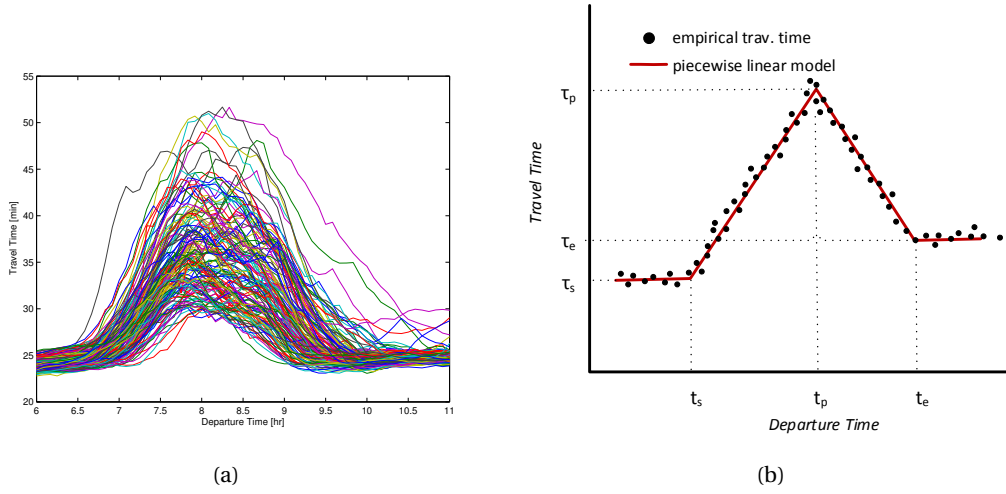 55
50
45
40
35
30
25
20
Travel Time [min]
6 6.5 7 7.5 8 8.5 9 9.5 10 10.5 11
Departure Time [hr]
(a)
empirical trav. time
piecewise linear model
τp
τe
τs
Travel Time
ts tp te
Departure Time
(b)